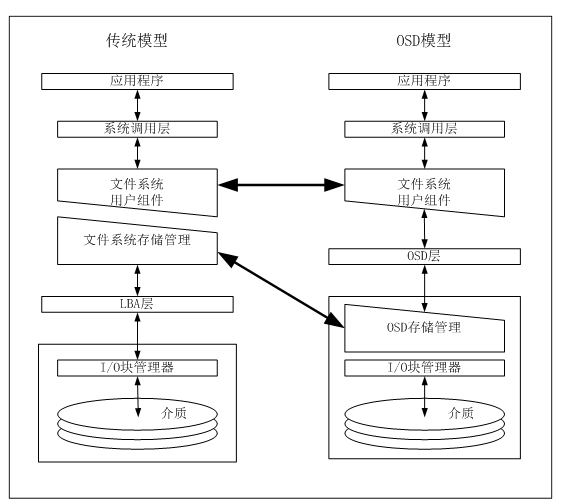 传统模型
应用程序
系统调用层
文件系统
用户组件
文件系统存储管理
LBA层
I/O块管理器
介质
OSD模型
应用程序
系统调用层
文件系统
用户组件
OSD层
OSD存储管理
I/O块管理器
介质